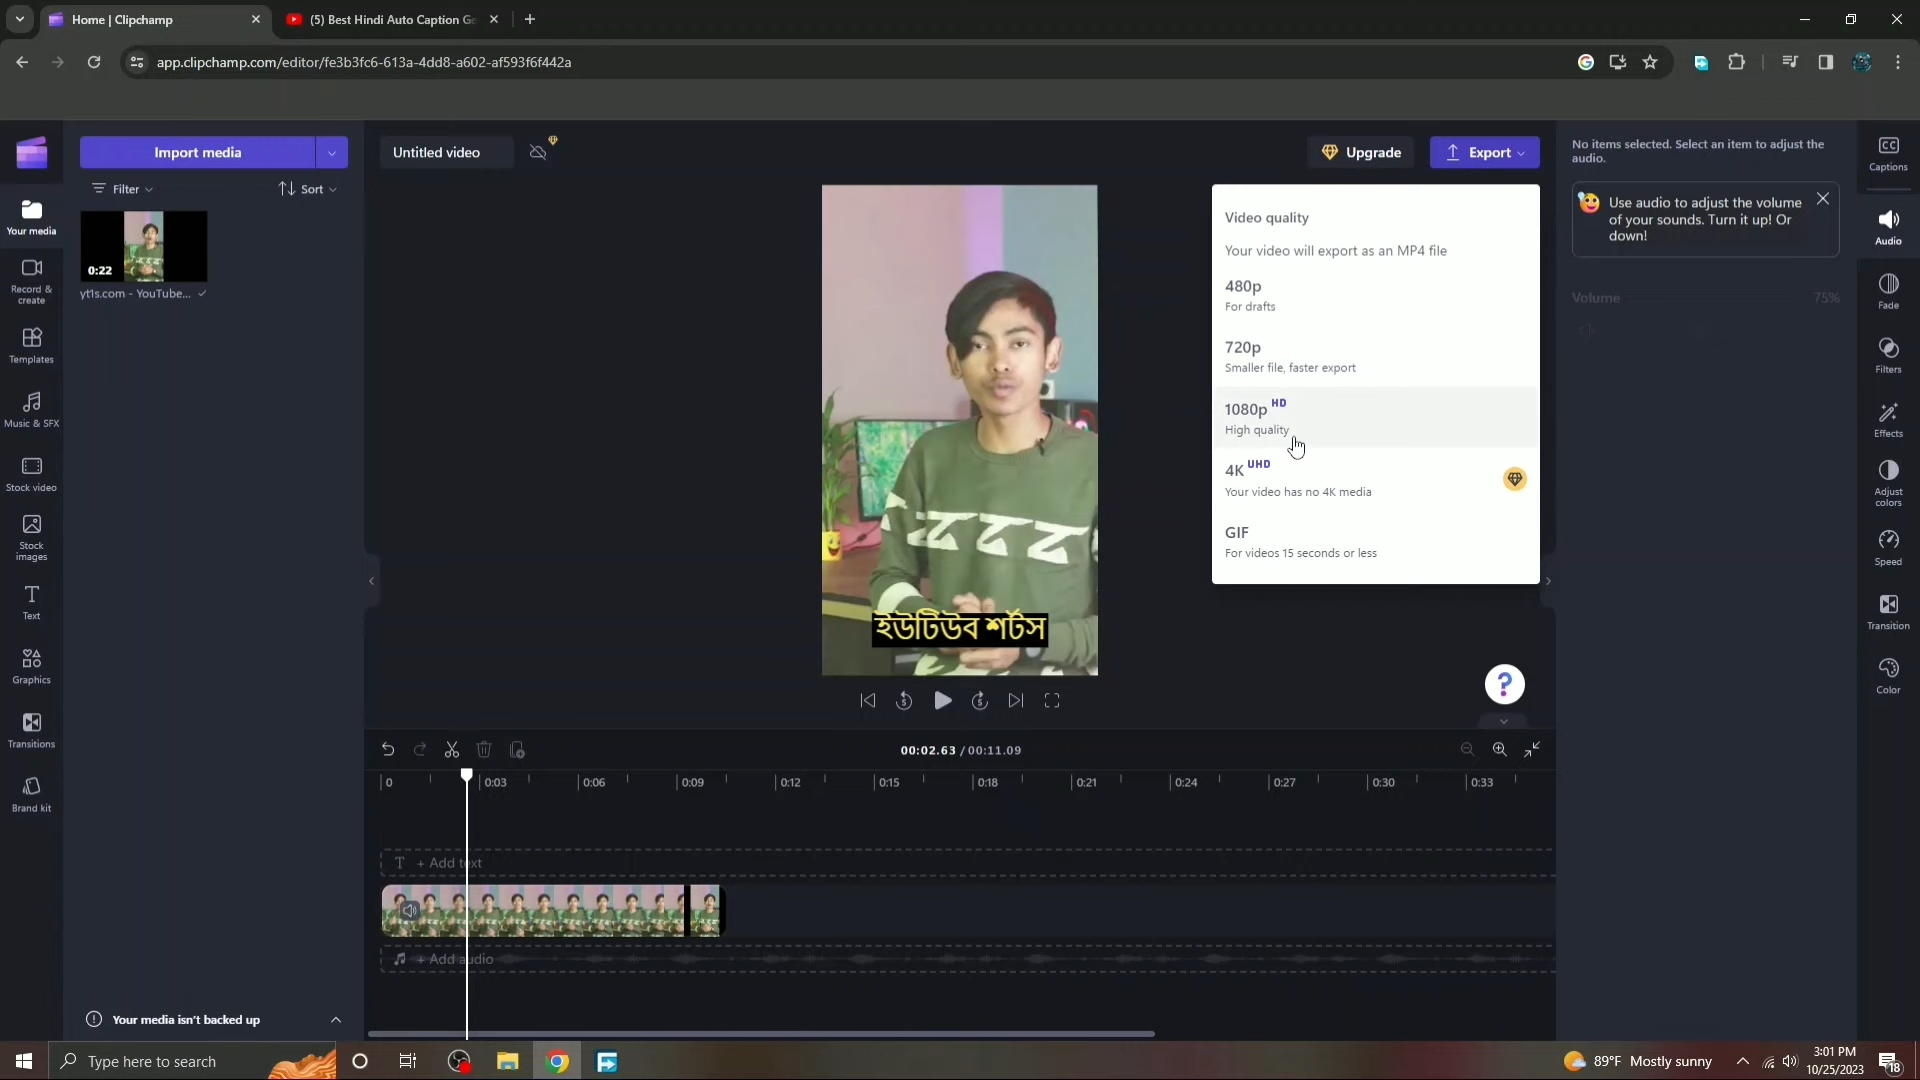 Home | Clipchamp
(5) Best Hindi Auto Caption Ge
app.clipchamp.com/editor/fe3b3fc6-613a-4dd8-a602-af593f6f442a
Import media
Filter
Sort
0:22
yt1s.com - YouTube...
Your media
Record &
create
Templates
Music & SFX
Stock video
Stock
images
Text
Graphics
Transitions
Brand kit
Your media isn't backed up
Untitled video
Upgrade
Export
Video quality
Your video will export as an MP4 file
480p
For drafts
720p
Smaller file, faster export
1080p HD
High quality
4K UHD
Your video has no 4K media
GIF
For videos 15 seconds or less
ইউটিউব শর্টস
5
5
?
00:02.63 / 00:11.09
0
0:03
0:06
0:09
0:12
0:15
0:18
0:21
0:24
0:27
0:30
0:33
T + Add text
+ Add audio
No items selected. Select an item to adjust the
audio.
Use audio to adjust the volume
of your sounds. Turn it up! Or
down!
Volume
75%
CC
Captions
Audio
Fade
Filters
Effects
Adjust
colors
Speed
Transition
Color
Type here to search
89°F Mostly sunny
3:01 PM
10/25/2023
18